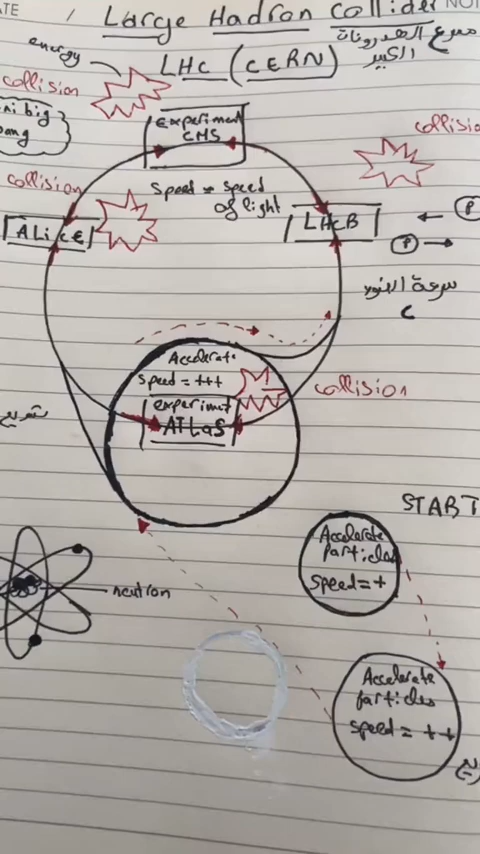 Large Hadron Collider
مسرع الهدرونات
الكبير
LHC (CERN)
energy
collision
ni big
bang
Experiment
CMS
collision
collision
Speed = speed
of light
ALicE
LHcB
P
P
سرعة الضوء
c
Accelerate
speed = +++
collision
experiment
ATLaS
START
Accelerate
particles
speed = +
neutron
Accelerate
particles
speed = ++